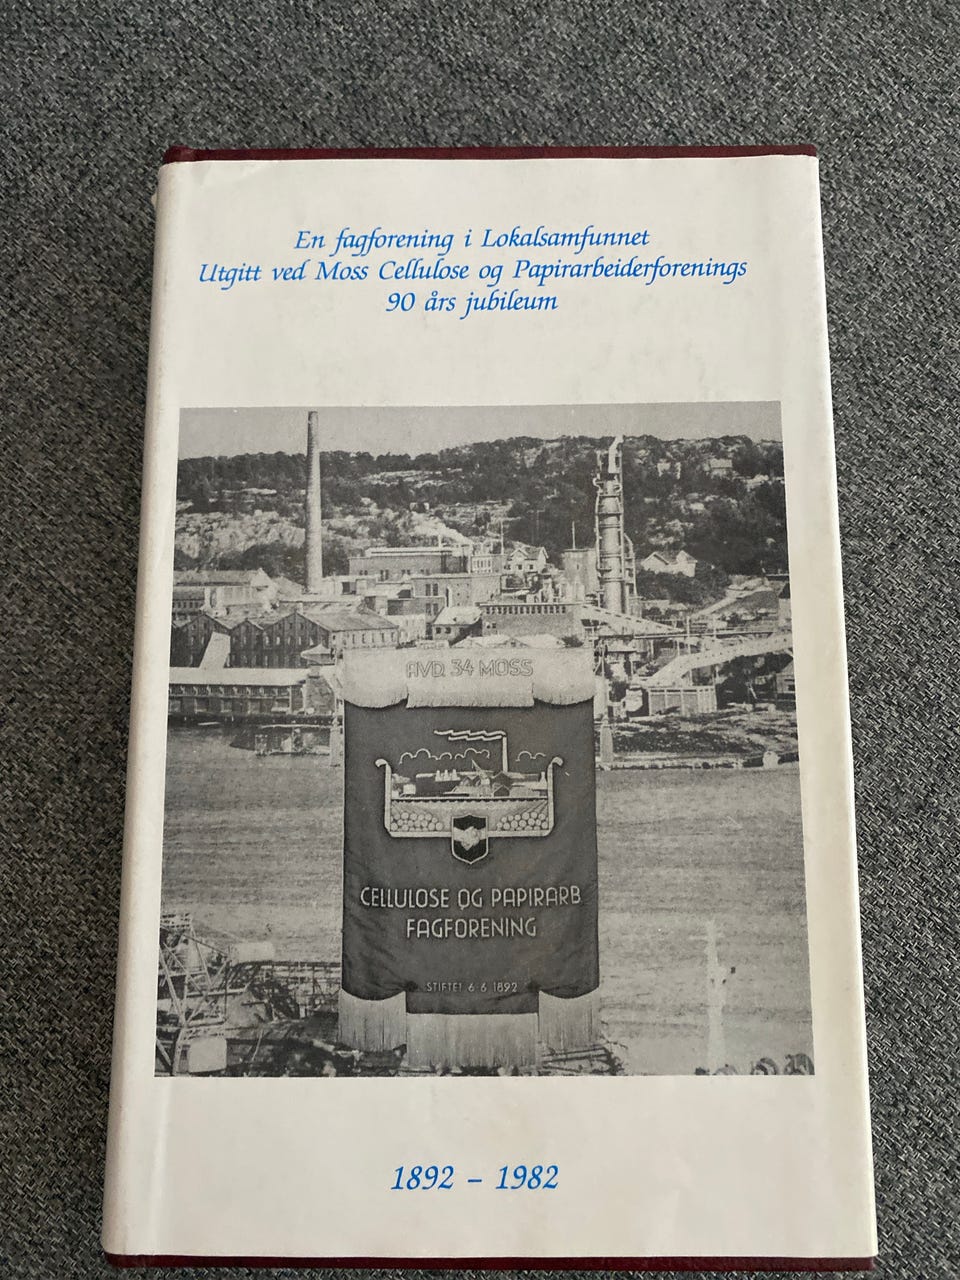 En fagforening i Lokalsamfunnet
Utgitt ved Moss Cellulose og Papirarbeiderforenings
90 års jubileum
AVD. 34 MOSS
CELLULOSE OG PAPIRARB.
FAGFORENING
STIFTET 6-6 1892
1892 – 1982